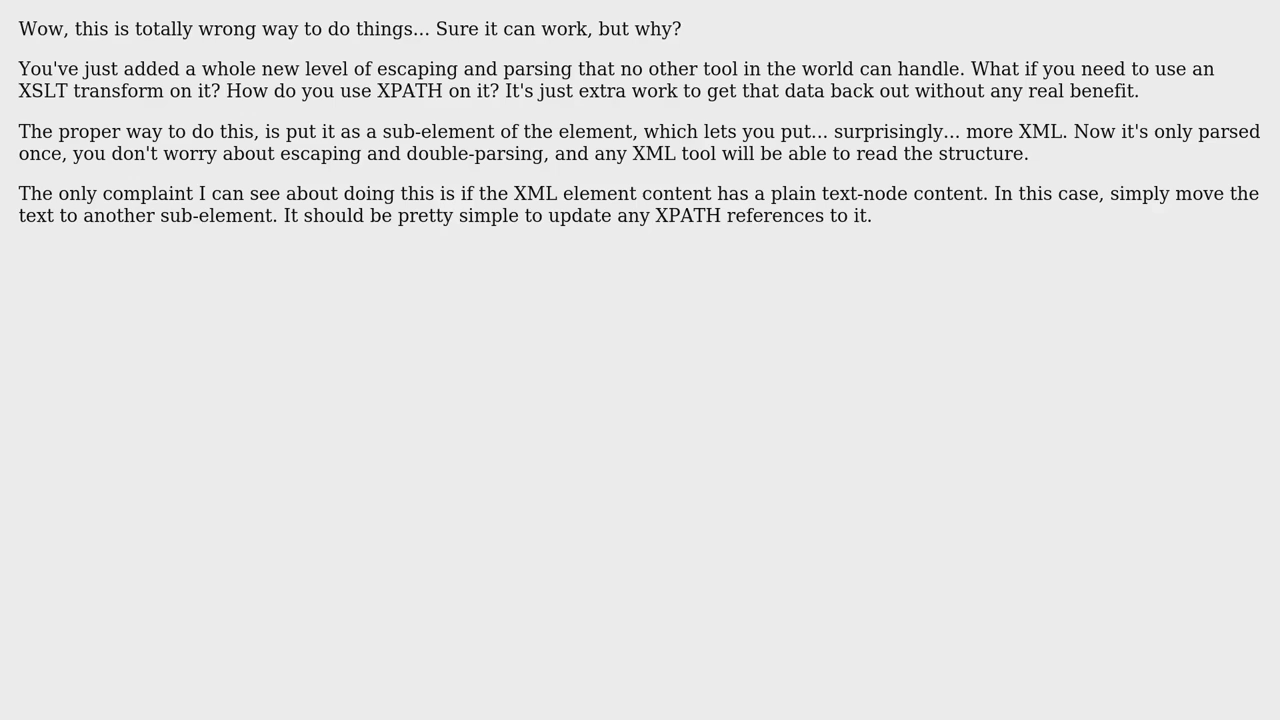 Wow, this is totally wrong way to do things... Sure it can work, but why?
You've just added a whole new level of escaping and parsing that no other tool in the world can handle. What if you need to use an
XSLT transform on it? How do you use XPATH on it? It's just extra work to get that data back out without any real benefit.
The proper way to do this, is put it as a sub-element of the element, which lets you put... surprisingly... more XML. Now it's only parsed
once, you don't worry about escaping and double-parsing, and any XML tool will be able to read the structure.
The only complaint I can see about doing this is if the XML element content has a plain text-node content. In this case, simply move the
text to another sub-element. It should be pretty simple to update any XPATH references to it.